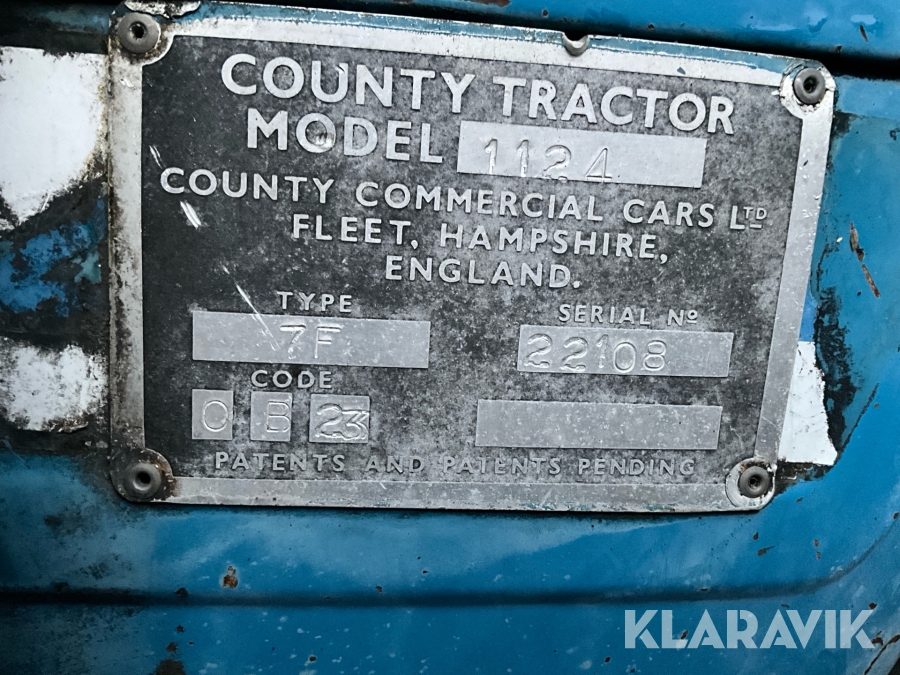 COUNTY TRACTOR
MODEL 1124
COUNTY COMMERCIAL CARS LTD
FLEET, HAMPSHIRE,
ENGLAND.
TYPE SERIAL Nº
7F 22108
CODE
O B 23
PATENTS AND PATENTS PENDING
KLARAVIK